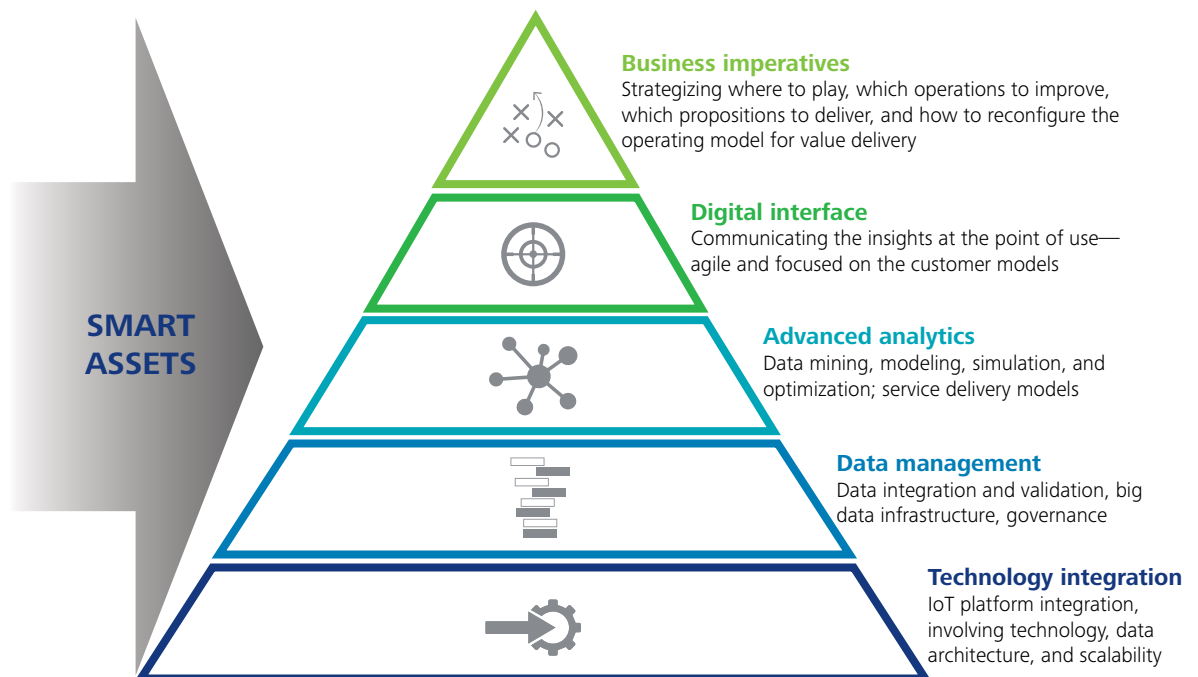 Business imperatives
Strategizing where to play, which operations to improve,
which propositions to deliver, and how to reconfigure the
operating model for value delivery
Digital interface
Communicating the insights at the point of use—
agile and focused on the customer models
SMART
ASSETS
Advanced analytics
Data mining, modeling, simulation, and
optimization; service delivery models
Data management
Data integration and validation, big
data infrastructure, governance
Technology integration
IoT platform integration,
involving technology, data
architecture, and scalability